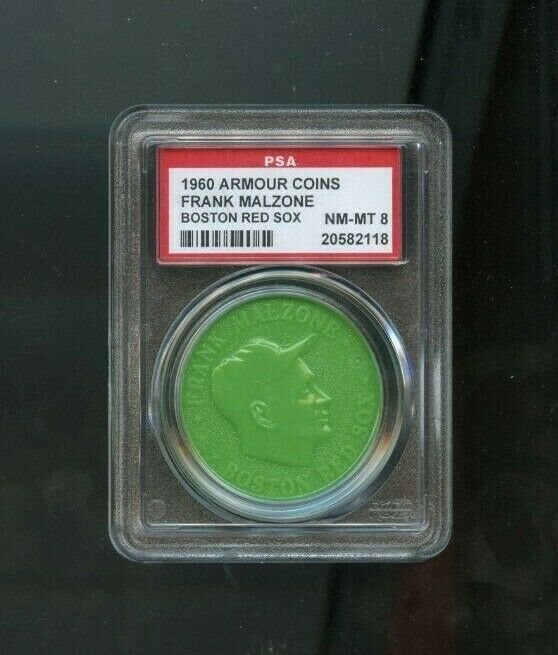 PSA
1960 ARMOUR COINS
FRANK MALZONE
BOSTON RED SOX NM-MT 8
20582118
FRANK MALZONE
BOSTON RED SOX